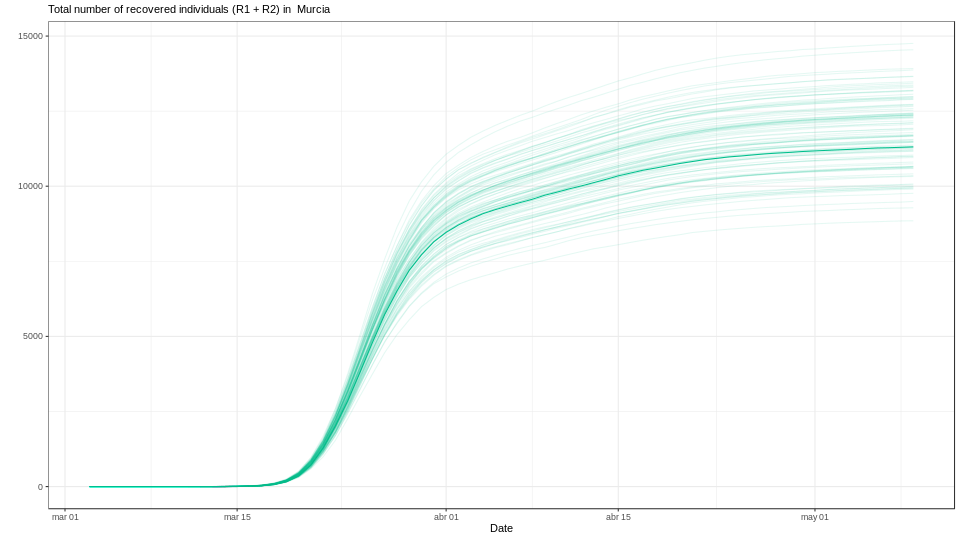 Total number of recovered individuals (R1 + R2) in  Murcia
15000
10000
5000
0
mar 01
mar 15
abr 01
abr 15
may 01
Date